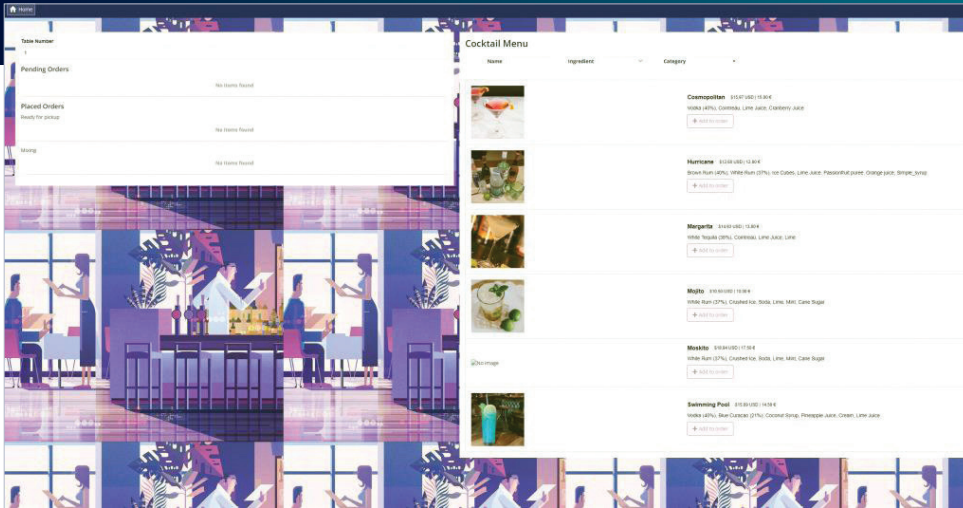 Home
Table Number
Pending Orders
No items found
Placed Orders
Ready for pickup
No items found
Mixing
No items found
Cocktail Menu
Name Ingredient Category
Cosmopolitan
Vodka (40%), Cointreau, Lime Juice, Cranberry Juice
+ Add to order
Hurricane
Brown Rum (40%), White Rum (37%), Ice Cubes, Lime Juice, Passionfruit puree, Orange juice, Simple_syrup
+ Add to order
Margarita
White Tequila (38%), Cointreau, Lime Juice, Lime
+ Add to order
Mojito
White Rum (37%), Crushed Ice, Soda, Lime, Mint, Cane Sugar
+ Add to order
No image
Moskito
White Rum (37%), Crushed Ice, Soda, Lime, Mint, Cane Sugar
+ Add to order
Swimming Pool
Vodka (40%), Blue Curacao (21%), Coconut Syrup, Pineapple Juice, Cream, Lime Juice
+ Add to order